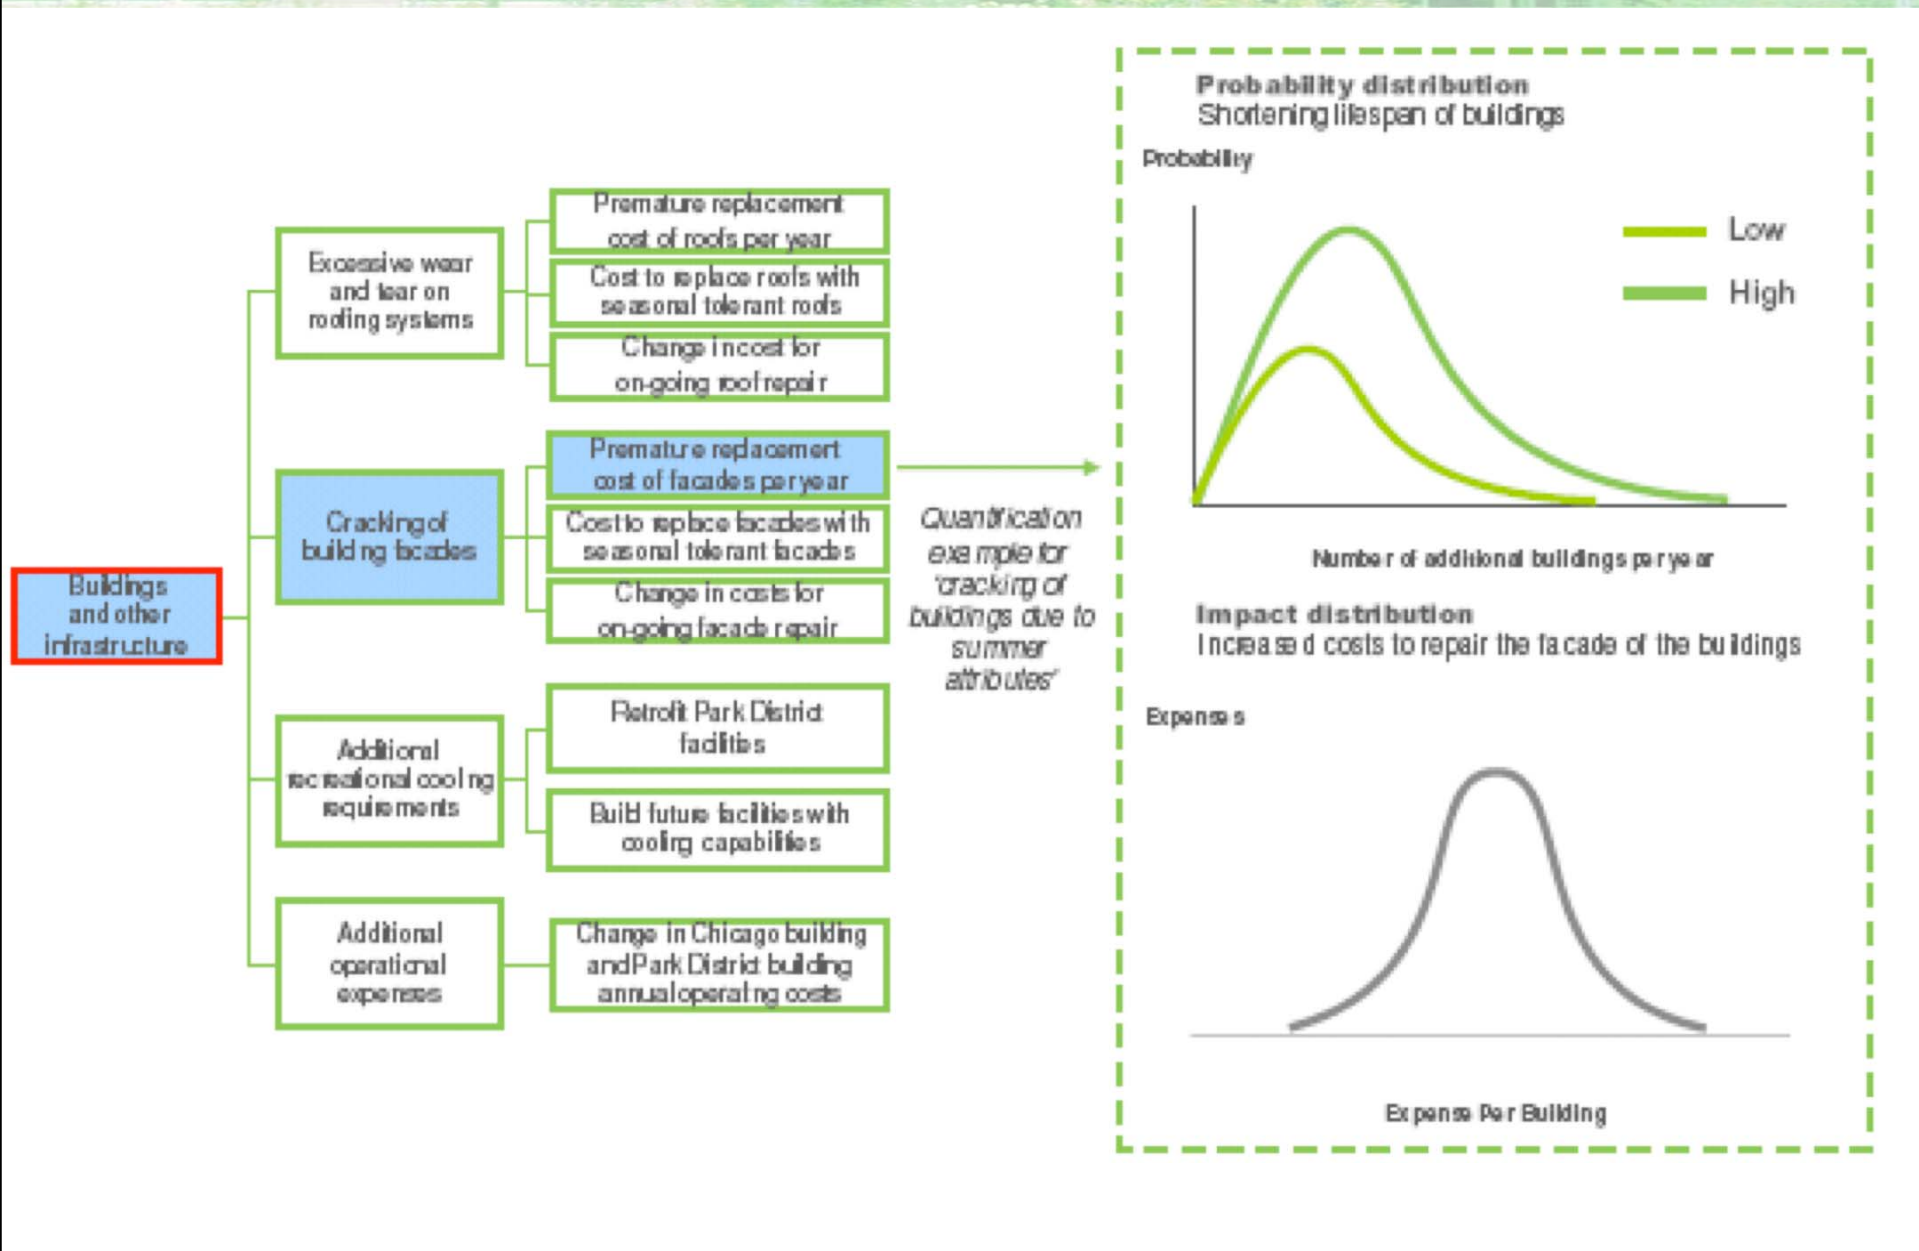 Buildings
and other
infrastructure
Excessive wear
and tear on
roofing systems
Premature replacement
cost of roofs per year
Cost to replace roofs with
seasonal tolerant roofs
Change in cost for
on-going roof repair
Cracking of
building facades
Premature replacement
cost of facades per year
Cost to replace facades with
seasonal tolerant facades
Change in costs for
on-going facade repair
Additional
recreational cooling
requirements
Retrofit Park District
facilities
Build future facilities with
cooling capabilities
Additional
operational
expenses
Change in Chicago building
and Park District building
annual operating costs
Quantification
example for
'cracking of
buildings due to
summer
attributes'
Probability distribution
Shortening lifespan of buildings
Probability
Low
High
Number of additional buildings per year
Impact distribution
Increased costs to repair the facade of the buildings
Expenses
Expense Per Building